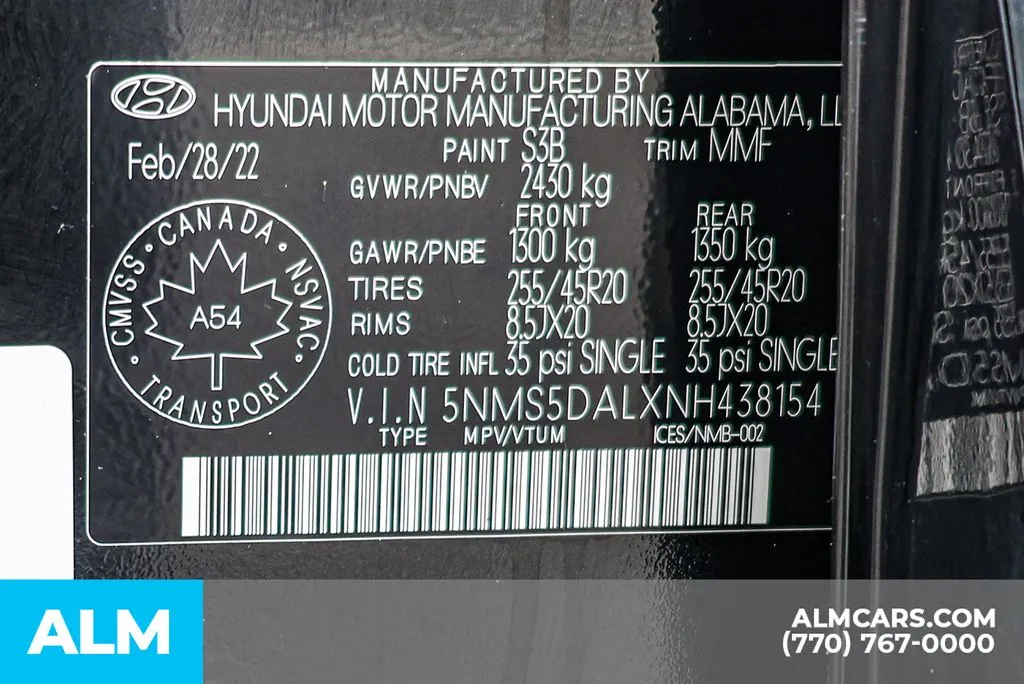 MANUFACTURED BY
HYUNDAI MOTOR MANUFACTURING ALABAMA, LL
Feb/28/22
PAINT S3B TRIM MMF
GVWR/PNBV 2430 kg
FRONT REAR
GAWR/PNBE 1300 kg 1350 kg
TIRES 255/45R20 255/45R20
RIMS 8.5JX20 8.5JX20
COLD TIRE INFL 35 psi SINGLE 35 psi SINGLE
V.I.N 5NMS5DALXNH438154
TYPE MPV/VTUM ICES/NMB-002
CANADA · NSVAC · TRANSPORT · CMVSS ·
A54
ALM
ALMCARS.COM
(770) 767-0000